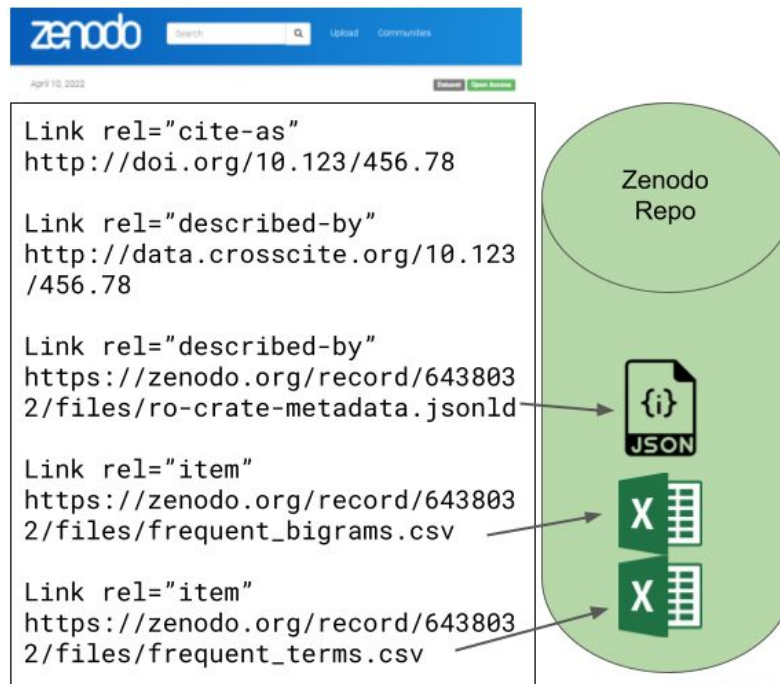 zenodo
Search
Upload Communities
April 10, 2022
Dataset Open Access
Link rel="cite-as"
http://doi.org/10.123/456.78
Link rel="described-by"
http://data.crosscite.org/10.123
/456.78
Link rel="described-by"
https://zenodo.org/record/643803
2/files/ro-crate-metadata.jsonld
Link rel="item"
https://zenodo.org/record/643803
2/files/frequent_bigrams.csv
Link rel="item"
https://zenodo.org/record/643803
2/files/frequent_terms.csv
Zenodo
Repo
{i}
JSON
X
X